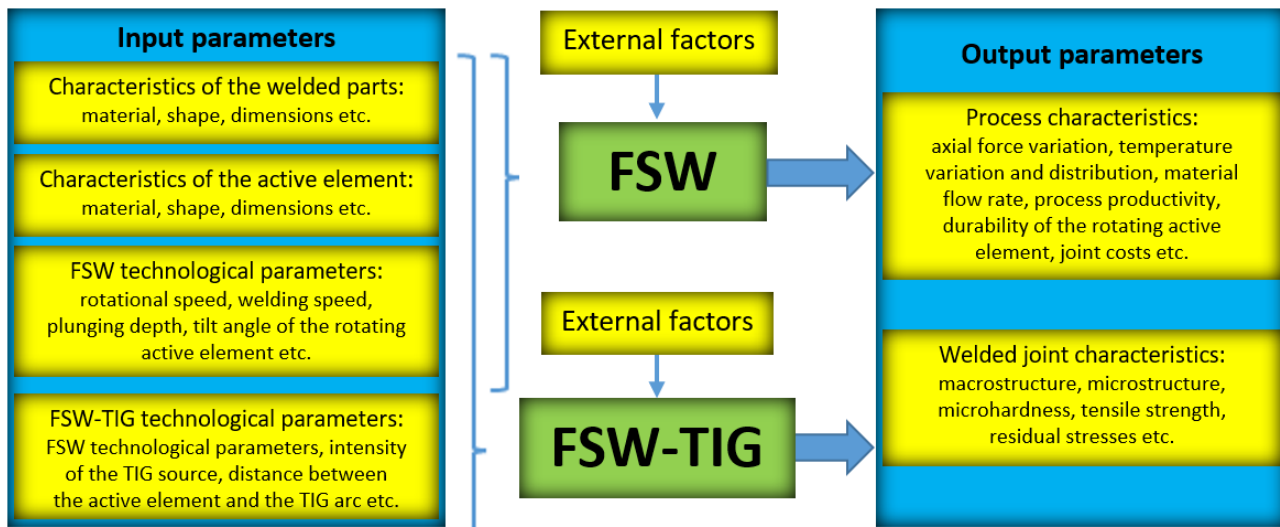 Input parameters
Characteristics of the welded parts:
material, shape, dimensions etc.
Characteristics of the active element:
material, shape, dimensions etc.
FSW technological parameters:
rotational speed, welding speed,
plunging depth, tilt angle of the rotating
active element etc.
FSW-TIG technological parameters:
FSW technological parameters, intensity
of the TIG source, distance between
the active element and the TIG arc etc.
External factors
FSW
External factors
FSW-TIG
Output parameters
Process characteristics:
axial force variation, temperature
variation and distribution, material
flow rate, process productivity,
durability of the rotating active
element, joint costs etc.
Welded joint characteristics:
macrostructure, microstructure,
microhardness, tensile strength,
residual stresses etc.